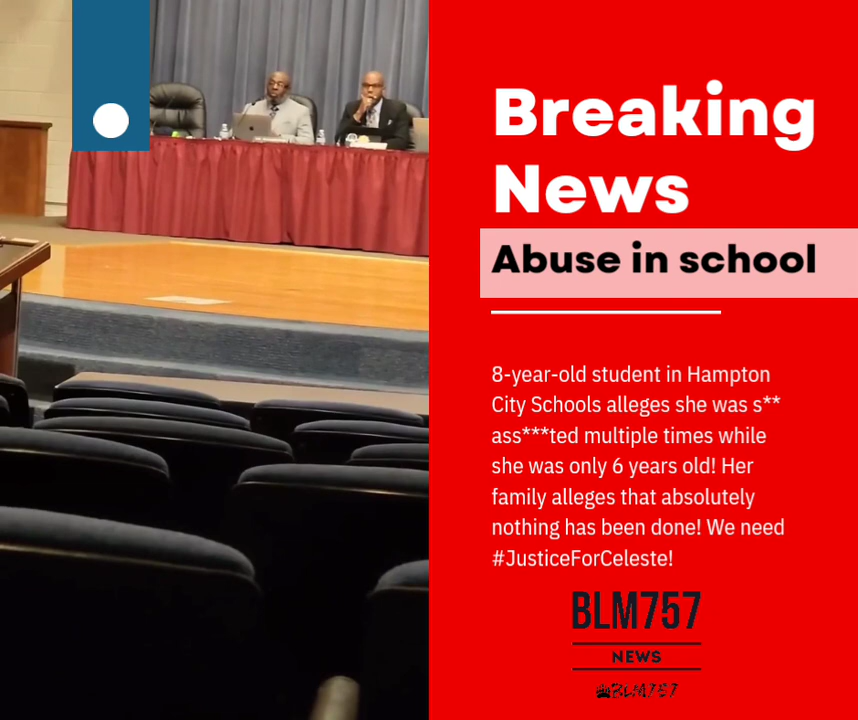 Breaking
News
Abuse in school
8-year-old student in Hampton
City Schools alleges she was s**
ass***ted multiple times while
she was only 6 years old! Her
family alleges that absolutely
nothing has been done! We need
#JusticeForCeleste!
BLM757
NEWS
@BLM757